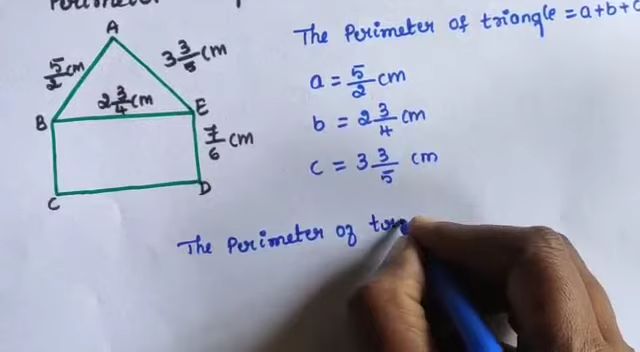 The Perimeter of triangle = a+b+c
A
5/2 cm
3 3/5 cm
2 3/4 cm
B
E
7/6 cm
C
D
a = 5/2 cm
b = 2 3/4 cm
c = 3 3/5 cm
The Perimeter of